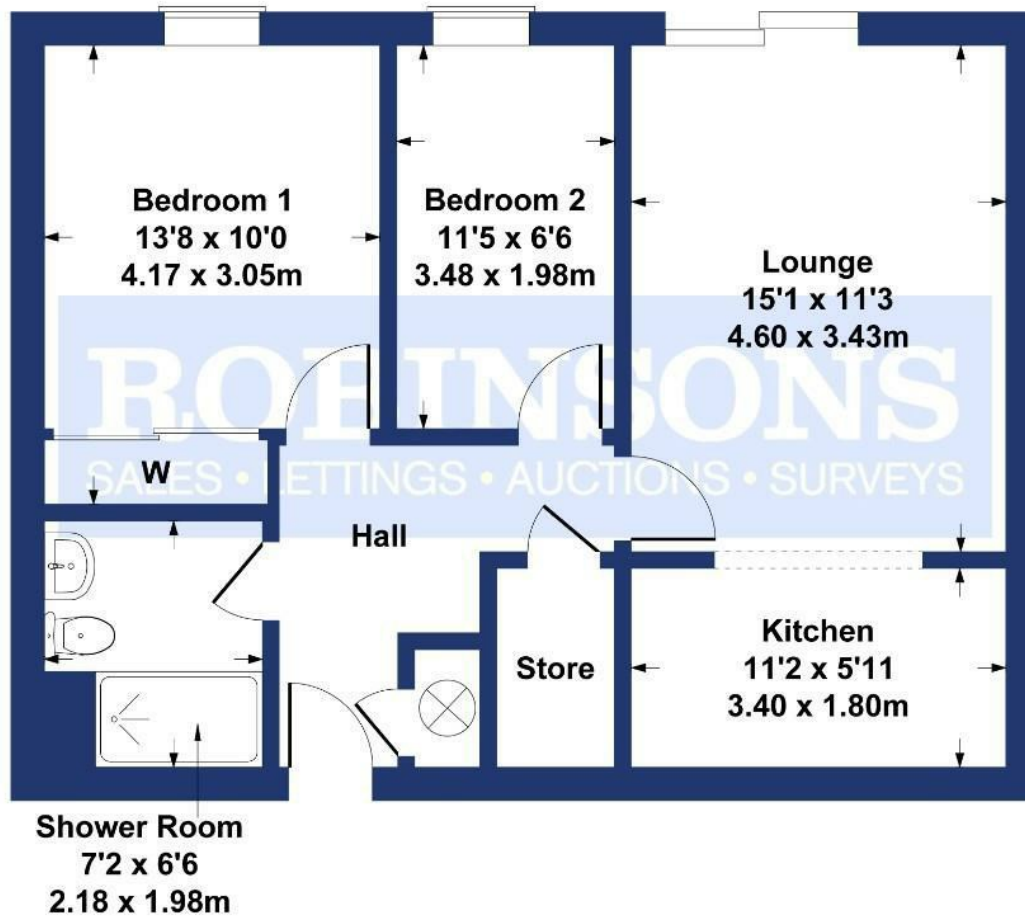 Bedroom 1
13'8 x 10'0
4.17 x 3.05m
Bedroom 2
11'5 x 6'6
3.48 x 1.98m
Lounge
15'1 x 11'3
4.60 x 3.43m
ROBINSONS
SALES • LETTINGS • AUCTIONS • SURVEYS
W
Hall
Store
Kitchen
11'2 x 5'11
3.40 x 1.80m
Shower Room
7'2 x 6'6
2.18 x 1.98m